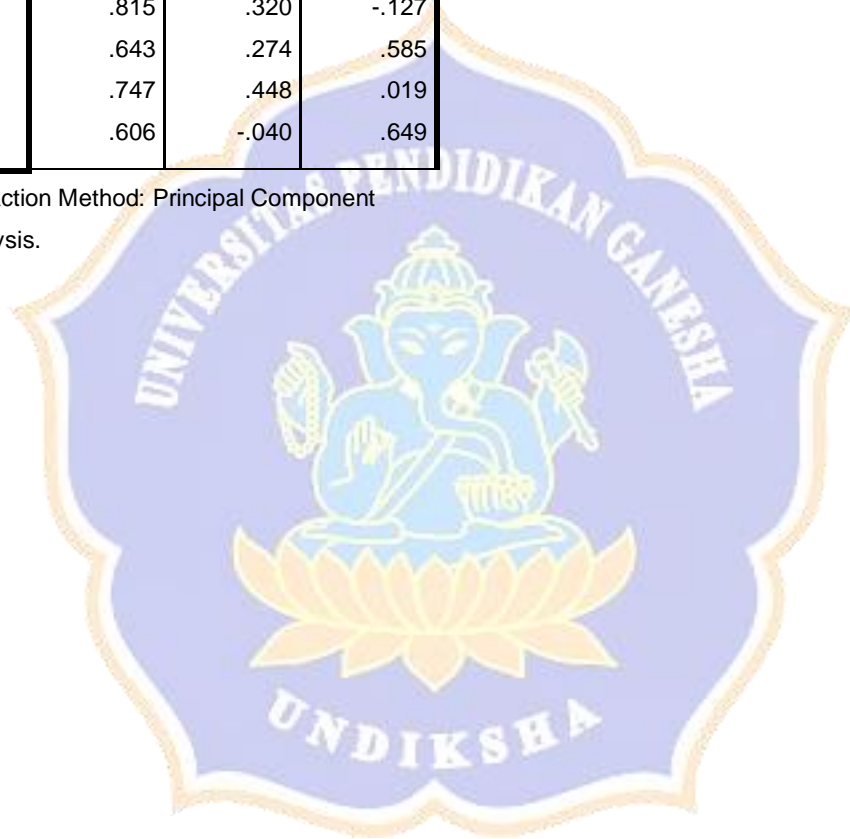 .815 .320 -.127
.643 .274 .585
.747 .448 .019
.606 -.040 .649
ction Method: Principal Component
ysis.
UNIVERSITAS PENDIDIKAN GANESHA
UNDIKSHA